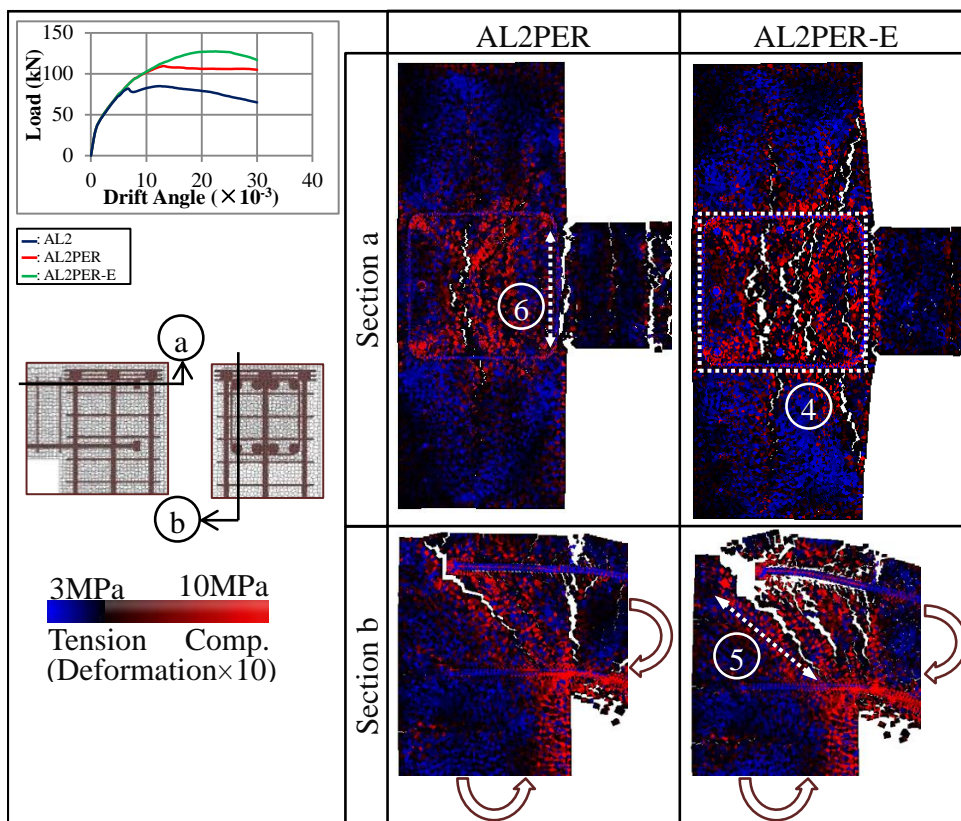 150
100
50
0
Load (kN)
0 10 20 30 40
Drift Angle (×10⁻³)
: AL2
: AL2PER
: AL2PER-E
a
b
3MPa 10MPa
Tension Comp.
(Deformation×10)
AL2PER AL2PER-E
Section a
6
4
Section b
5